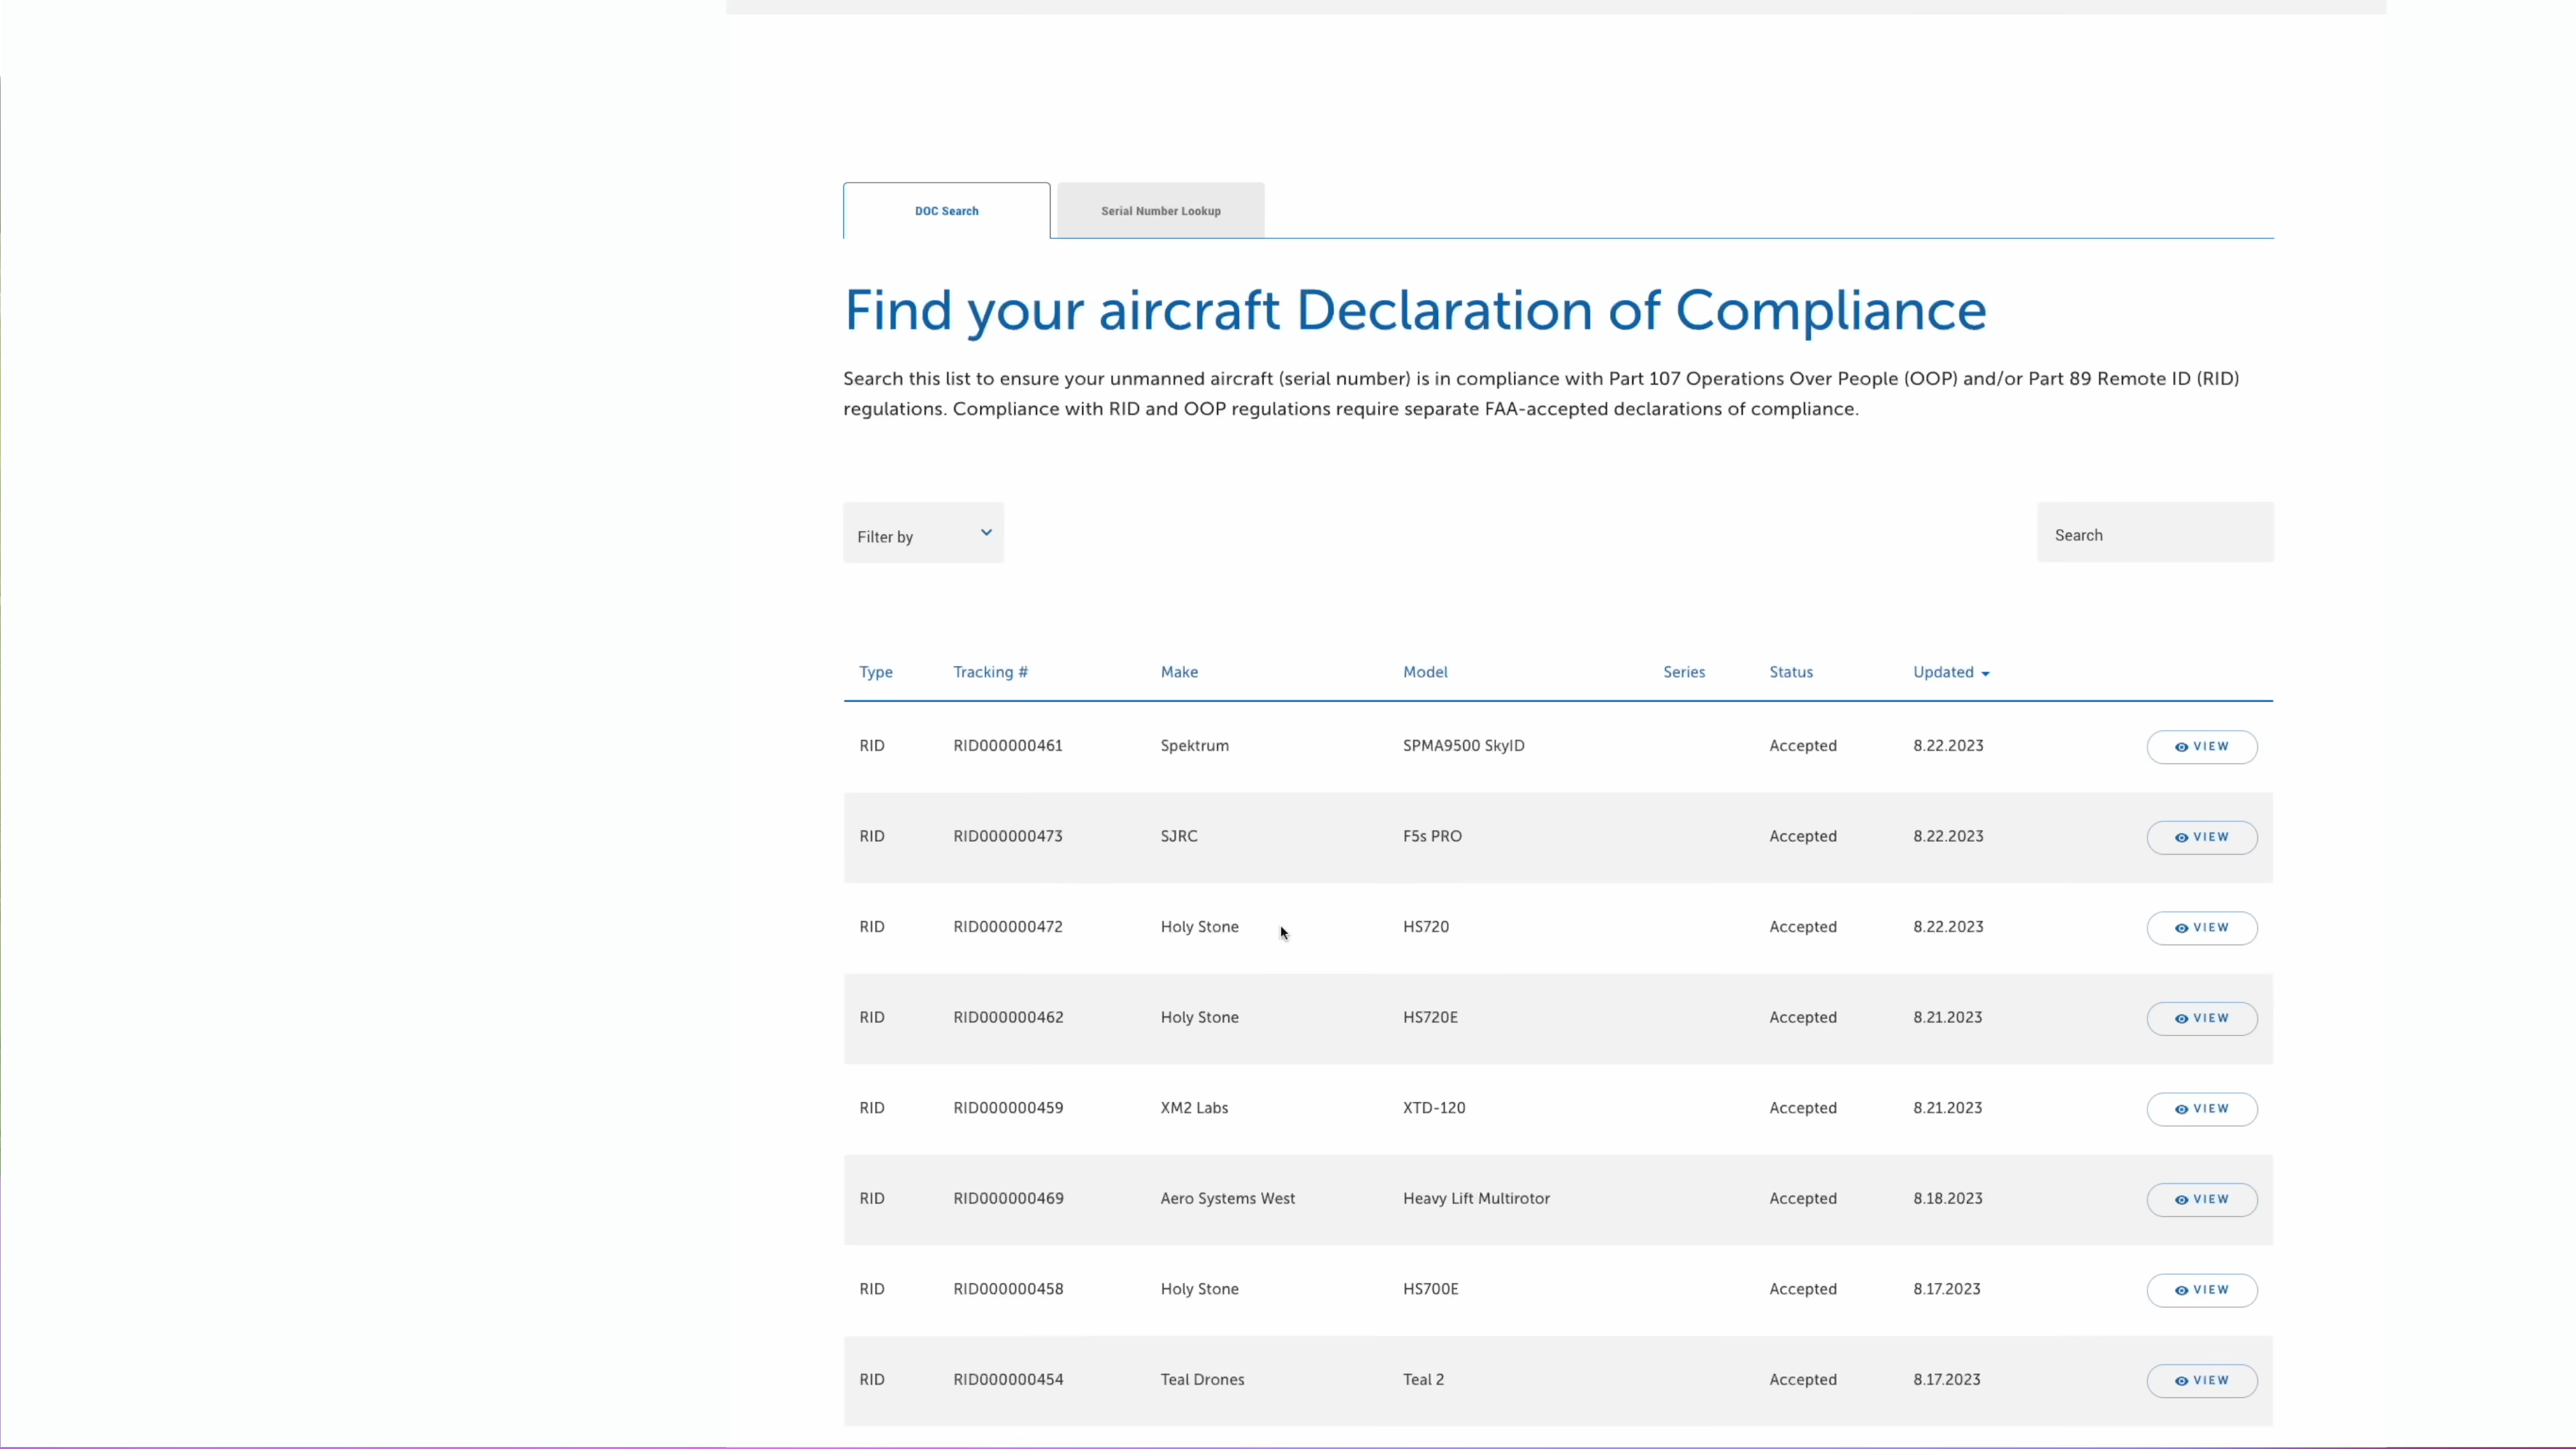 DOC Search
Serial Number Lookup
Find your aircraft Declaration of Compliance
Search this list to ensure your unmanned aircraft (serial number) is in compliance with Part 107 Operations Over People (OOP) and/or Part 89 Remote ID (RID)
regulations. Compliance with RID and OOP regulations require separate FAA-accepted declarations of compliance.
Filter by
Search
Type Tracking # Make Model Series Status Updated
RID RID000000461 Spektrum SPMA9500 SkyID Accepted 8.22.2023 VIEW
RID RID000000473 SJRC F5s PRO Accepted 8.22.2023 VIEW
RID RID000000472 Holy Stone HS720 Accepted 8.22.2023 VIEW
RID RID000000462 Holy Stone HS720E Accepted 8.21.2023 VIEW
RID RID000000459 XM2 Labs XTD-120 Accepted 8.21.2023 VIEW
RID RID000000469 Aero Systems West Heavy Lift Multirotor Accepted 8.18.2023 VIEW
RID RID000000458 Holy Stone HS700E Accepted 8.17.2023 VIEW
RID RID000000454 Teal Drones Teal 2 Accepted 8.17.2023 VIEW